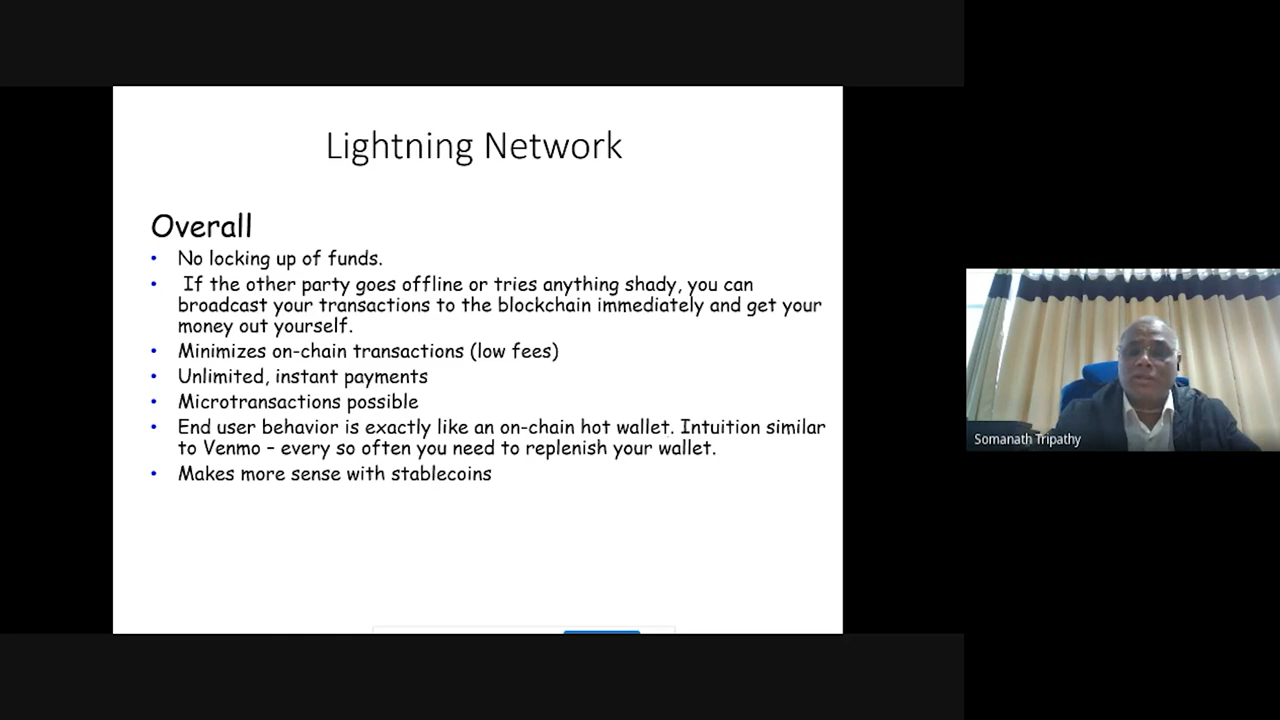 Lightning Network
Overall
• No locking up of funds.
• If the other party goes offline or tries anything shady, you can
broadcast your transactions to the blockchain immediately and get your
money out yourself.
• Minimizes on-chain transactions (low fees)
• Unlimited, instant payments
• Microtransactions possible
• End user behavior is exactly like an on-chain hot wallet. Intuition similar
to Venmo – every so often you need to replenish your wallet.
• Makes more sense with stablecoins
Somanath Tripathy